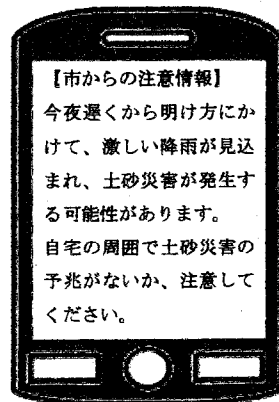 【市からの注意情報】
今夜遅くから明け方にか
けて、激しい降雨が見込
まれ、土砂災害が発生す
る可能性があります。
自宅の周囲で土砂災害の
予兆がないか、注意して
ください。